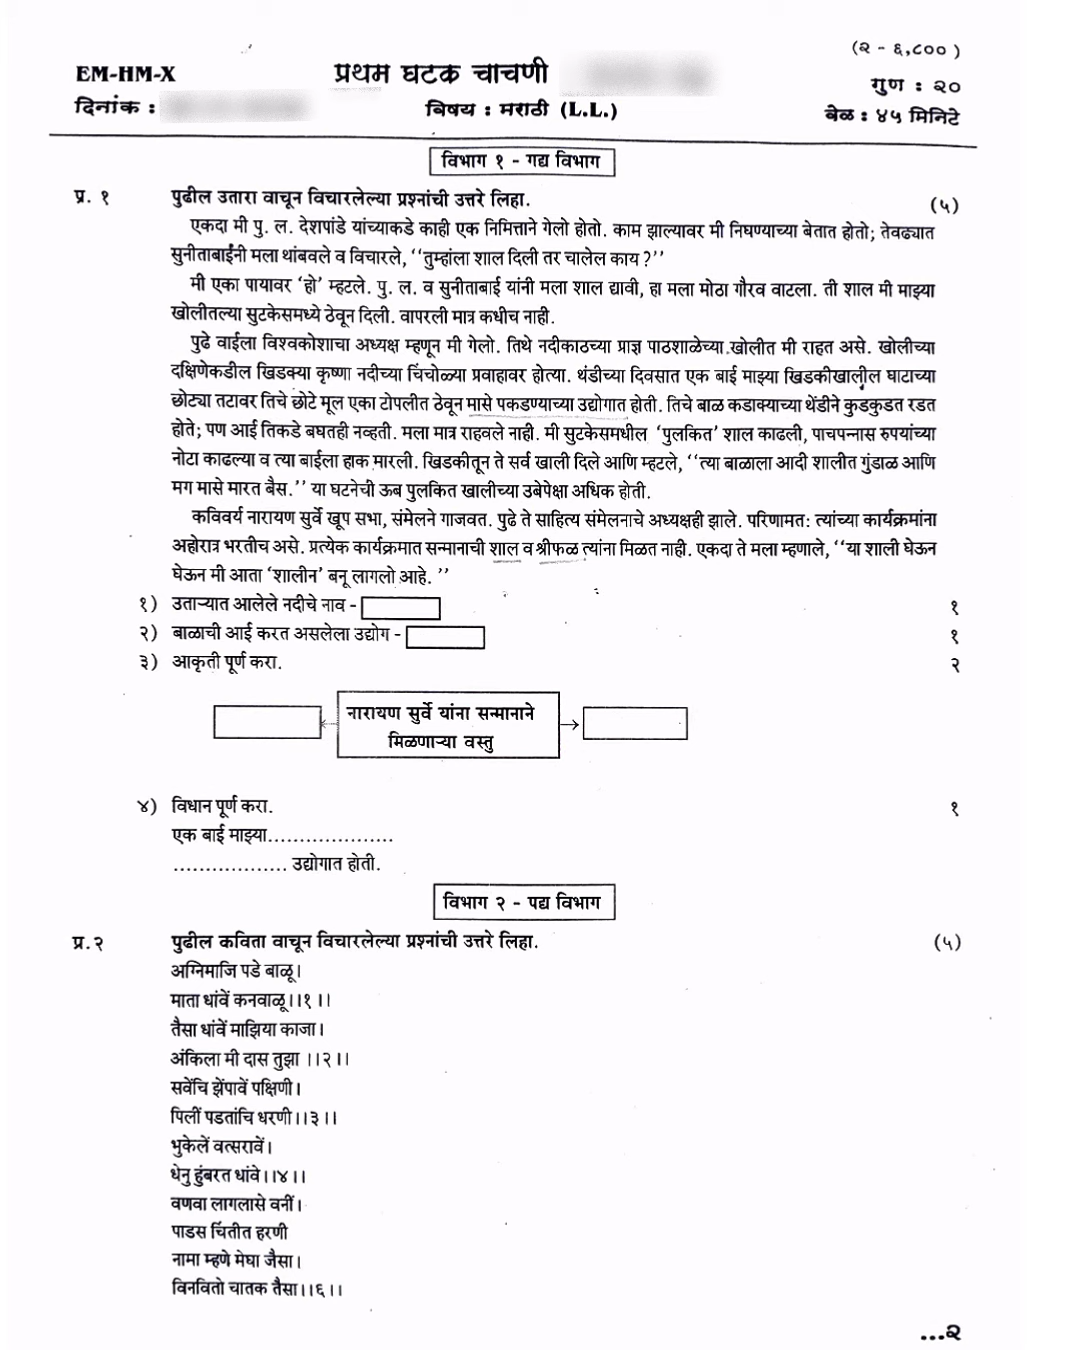 (२ - ६,८०० )
EM-HM-X प्रथम घटक चाचणी गुण : २०
दिनांक : विषय : मराठी (L.L.) वेळ : ४५ मिनिटे
विभाग १ - गद्य विभाग
प्र. १ पुढील उतारा वाचून विचारलेल्या प्रश्नांची उत्तरे लिहा. (५)
एकदा मी पु. ल. देशपांडे यांच्याकडे काही एक निमित्ताने गेलो होतो. काम झाल्यावर मी निघण्याच्या बेतात होतो; तेवढ्यात
सुनीताबाईंनी मला थांबवले व विचारले, ‘‘तुम्हांला शाल दिली तर चालेल काय ?’’
मी एका पायावर ‘हो’ म्हटले. पु. ल. व सुनीताबाई यांनी मला शाल द्यावी, हा मला मोठा गौरव वाटला. ती शाल मी माझ्या
खोलीतल्या सुटकेसमध्ये ठेवून दिली. वापरली मात्र कधीच नाही.
पुढे वाईला विश्वकोशाचा अध्यक्ष म्हणून मी गेलो. तिथे नदीकाठच्या प्राज्ञ पाठशाळेच्या खोलीत मी राहत असे. खोलीच्या
दक्षिणेकडील खिडक्या कृष्णा नदीच्या चिंचोळ्या प्रवाहावर होत्या. थंडीच्या दिवसात एक बाई माझ्या खिडकीखालील घाटाच्या
छोट्या तटावर तिचे छोटे मूल एका टोपलीत ठेवून मासे पकडण्याच्या उद्योगात होती. तिचे बाळ कडाक्याच्या थेंडीने कुडकुडत रडत
होते; पण आई तिकडे बघतही नव्हती. मला मात्र राहवले नाही. मी सुटकेसमधील ‘पुलकित’ शाल काढली, पाचपन्नास रुपयांच्या
नोटा काढल्या व त्या बाईला हाक मारली. खिडकीतून ते सर्व खाली दिले आणि म्हटले, ‘‘त्या बाळाला आदी शालीत गुंडाळ आणि
मग मासे मारत बैस.’’ या घटनेची ऊब पुलकित खालीच्या उबेपेक्षा अधिक होती.
कविवर्य नारायण सुर्वे खूप सभा, संमेलने गाजवत. पुढे ते साहित्य संमेलनाचे अध्यक्षही झाले. परिणामत: त्यांच्या कार्यक्रमांना
अहोरात्र भरतीच असे. प्रत्येक कार्यक्रमात सन्मानाची शाल व श्रीफळ त्यांना मिळत नाही. एकदा ते मला म्हणाले, ‘‘या शाली घेऊन
घेऊन मी आता ‘शालीन’ बनू लागलो आहे. ’’
१) उताऱ्यात आलेले नदीचे नाव - १
२) बाळाची आई करत असलेला उद्योग - १
३) आकृती पूर्ण करा. २
नारायण सुर्वे यांना सन्मानाने
मिळणाऱ्या वस्तु
४) विधान पूर्ण करा. १
एक बाई माझ्या....................
.................. उद्योगात होती.
विभाग २ - पद्य विभाग
प्र.२ पुढील कविता वाचून विचारलेल्या प्रश्नांची उत्तरे लिहा. (५)
अग्निमाजि पडे बाळू।
माता धांवें कनवाळू।।१।।
तैसा धांवें माझिया काजा।
अंकिला मी दास तुझा ।।२।।
सवेंचि झेंपावें पक्षिणी।
पिलीं पडतांचि धरणी।।३।।
भुकेलें वत्सरावें।
धेनु हुंबरत धांवे।।४।।
वणवा लागलासे वनीं।
पाडस चिंतीत हरणी
नामा म्हणे मेघा जैसा।
विनवितो चातक तैसा।।६।।
...२